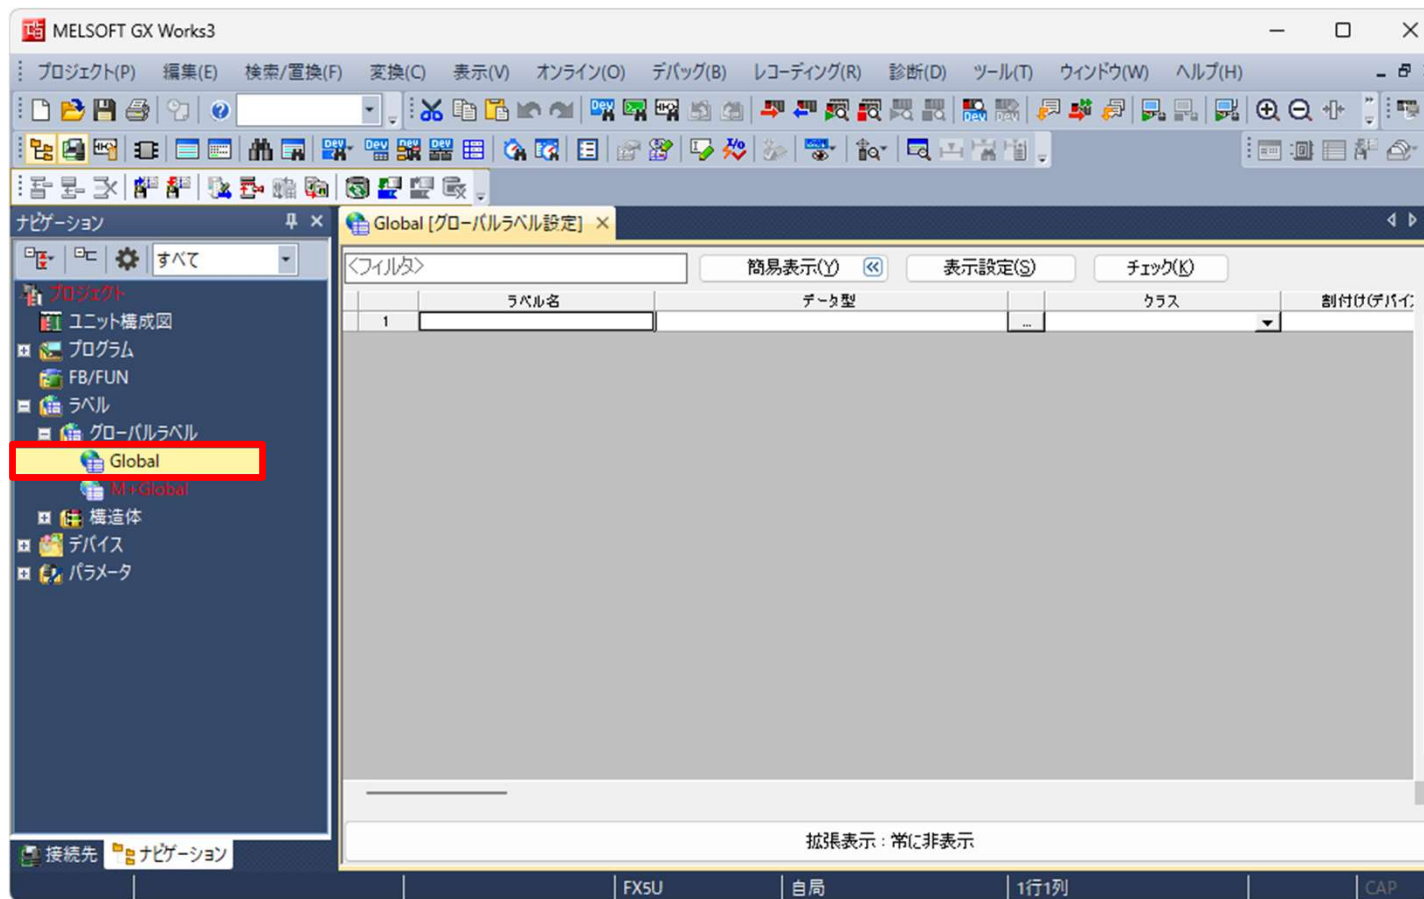 MELSOFT GX Works3
プロジェクト(P) 編集(E) 検索/置換(F) 変換(C) 表示(V) オンライン(O) デバッグ(B) レコーディング(R) 診断(D) ツール(T) ウィンドウ(W) ヘルプ(H)
ナビゲーション
Global [グローバルラベル設定]
すべて
<フィルタ>
簡易表示(Y)
表示設定(S)
チェック(K)
ラベル名 データ型 クラス 割付け(デバイ
1
...
プロジェクト
ユニット構成図
プログラム
FB/FUN
ラベル
グローバルラベル
Global
M+Global
構造体
デバイス
パラメータ
拡張表示：常に非表示
接続先 ナビゲーション
FX5U 自局 1行1列 CAP